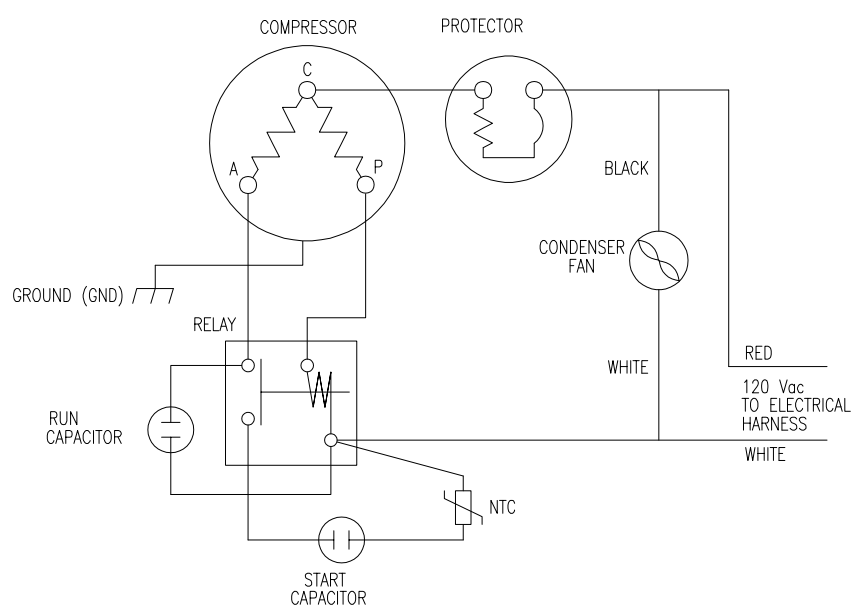 COMPRESSOR
PROTECTOR
C
A
P
BLACK
CONDENSER
FAN
GROUND (GND)
RELAY
WHITE
RED
120 Vac
TO ELECTRICAL
HARNESS
WHITE
RUN
CAPACITOR
NTC
START
CAPACITOR